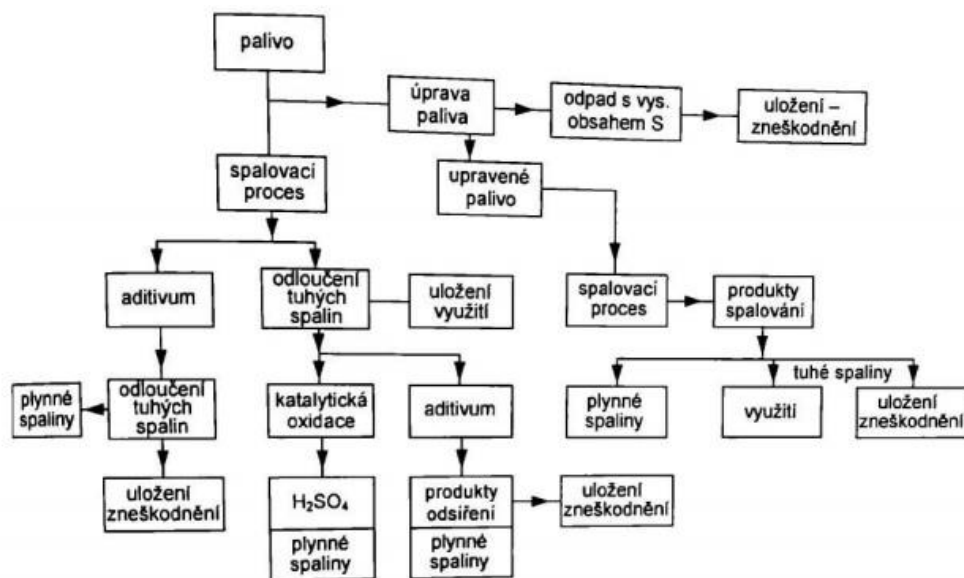 palivo
úprava
paliva
odpad s vys.
obsahem S
uložení –
zneškodnění
spalovací
proces
upravené
palivo
aditivum
odloučení
tuhých
spalin
uložení
využití
spalovací
proces
produkty
spalování
tuhé spaliny
plynné
spaliny
odloučení
tuhých
spalin
katalytická
oxidace
aditivum
plynné
spaliny
využití
uložení
zneškodnění
uložení
zneškodnění
H₂SO₄
plynné
spaliny
produkty
odsíření
plynné
spaliny
uložení
zneškodnění